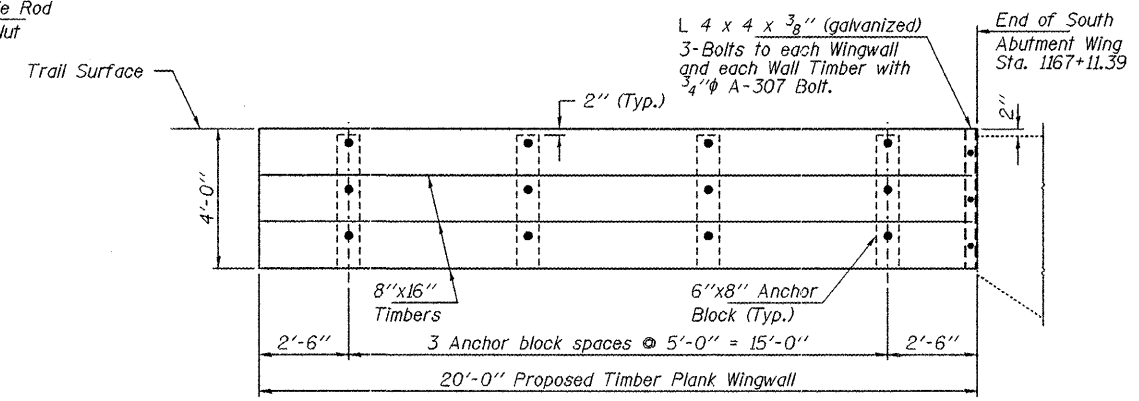 Rod
Trail Surface
L 4 x 4 x 3/8" (galvanized)
3-Bolts to each Wingwall
and each Wall Timber with
3/4"ϕ A-307 Bolt.
End of South
Abutment Wing
Sta. 1167+11.39
2" (Typ.)
2"
4'-0"
8"x16"
Timbers
6"x8" Anchor
Block (Typ.)
2'-6"
3 Anchor block spaces @ 5'-0" = 15'-0"
2'-6"
20'-0" Proposed Timber Plank Wingwall